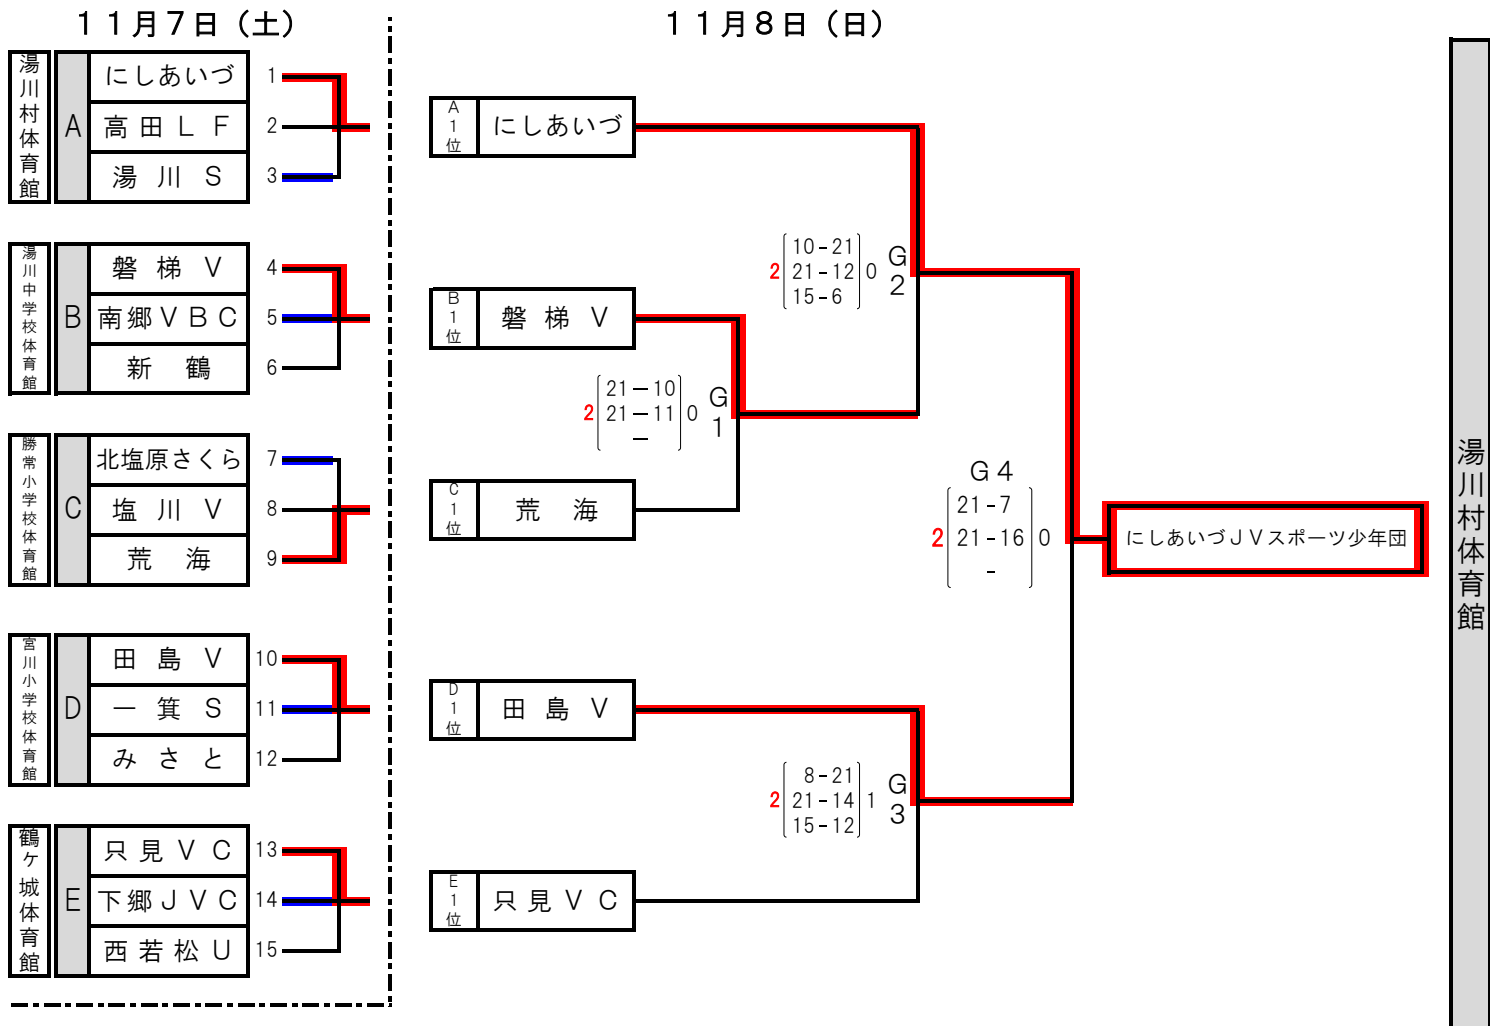 11月7日（土）
湯川村体育館
A
にしあいづ 1
高田LF 2
湯川S 3
湯川中学校体育館
B
磐梯V 4
南郷VBC 5
新鶴 6
勝常小学校体育館
C
北塩原さくら 7
塩川V 8
荒海 9
宮川小学校体育館
D
田島V 10
一箕S 11
みさと 12
鶴ケ城体育館
E
只見VC 13
下郷JVC 14
西若松U 15
11月8日（日）
A1位 にしあいづ
B1位 磐梯V
C1位 荒海
D1位 田島V
E1位 只見VC
G1
21－10
2 21－11 0
－
G2
10-21
2 21-12 0
15-6
G3
8-21
2 21-14 1
15-12
G4
21-7
2 21-16 0
-
にしあいづJVスポーツ少年団
湯川村体育館